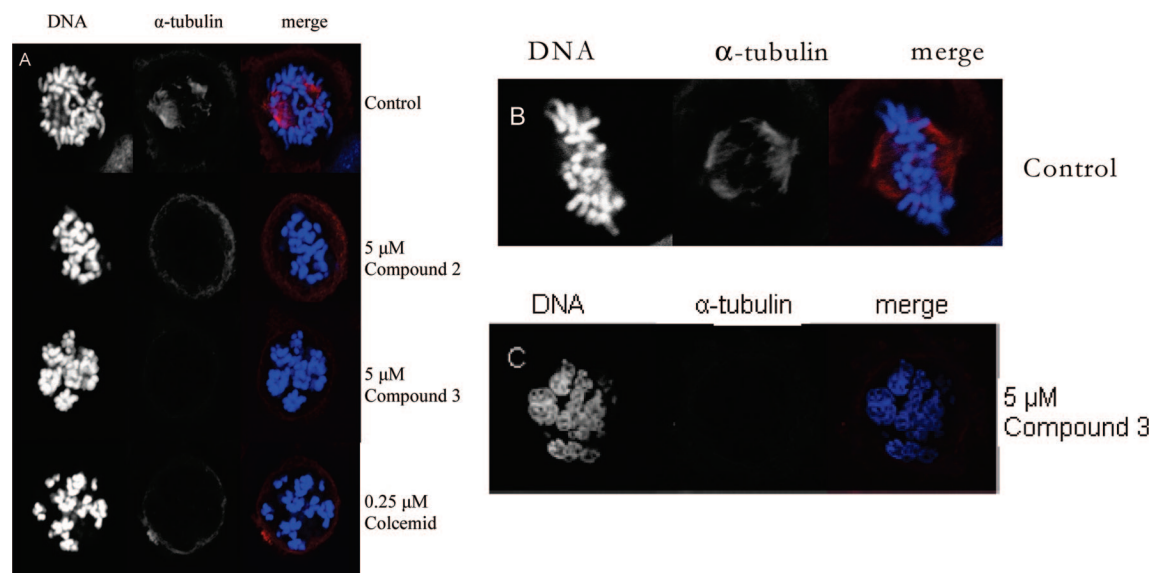 DNA α-tubulin merge
A
Control
5 μM
Compound 2
5 μM
Compound 3
0.25 μM
Colcemid
DNA α-tubulin merge
B
Control
DNA α-tubulin merge
C
5 μM
Compound 3